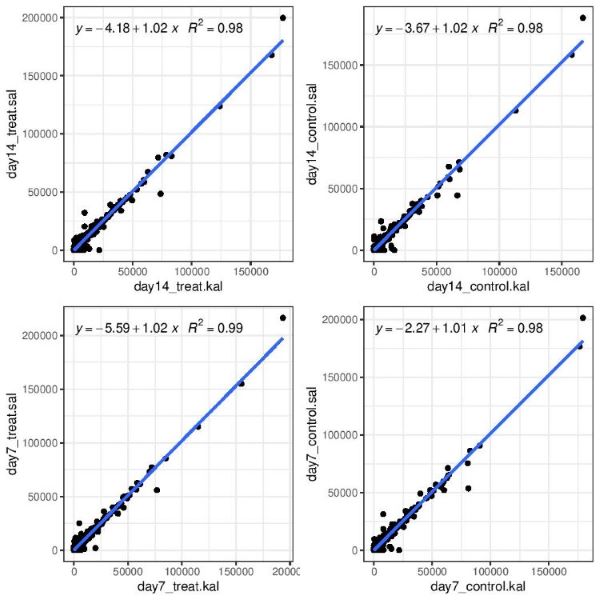 y = −4.18 + 1.02 x  R² = 0.98
200000
150000
100000
50000
0
day14_treat.sal
0 50000 100000 150000
day14_treat.kal
y = −3.67 + 1.02 x  R² = 0.98
150000
100000
50000
0
day14_control.sal
0 50000 100000 150000
day14_control.kal
y = −5.59 + 1.02 x  R² = 0.99
200000
150000
100000
50000
0
day7_treat.sal
0 50000 100000 150000 20000
day7_treat.kal
y = −2.27 + 1.01 x  R² = 0.98
200000
150000
100000
50000
0
day7_control.sal
0 50000 100000 150000
day7_control.kal